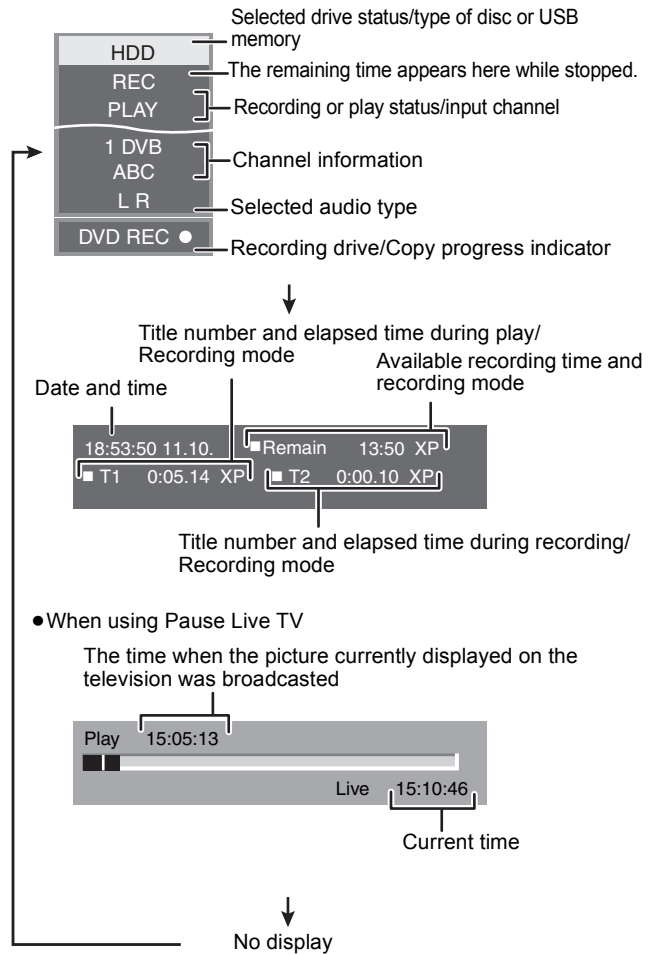 Selected drive status/type of disc or USB
memory
HDD
REC
The remaining time appears here while stopped.
PLAY
Recording or play status/input channel
1 DVB
ABC
Channel information
L R
Selected audio type
DVD REC ●
Recording drive/Copy progress indicator
Title number and elapsed time during play/
Recording mode
Available recording time and
recording mode
Date and time
18:53:50 11.10. ■Remain 13:50 XP
■ T1 0:05.14 XP ■ T2 0:00.10 XP
Title number and elapsed time during recording/
Recording mode
●When using Pause Live TV
The time when the picture currently displayed on the
television was broadcasted
Play 15:05:13
Live 15:10:46
Current time
No display